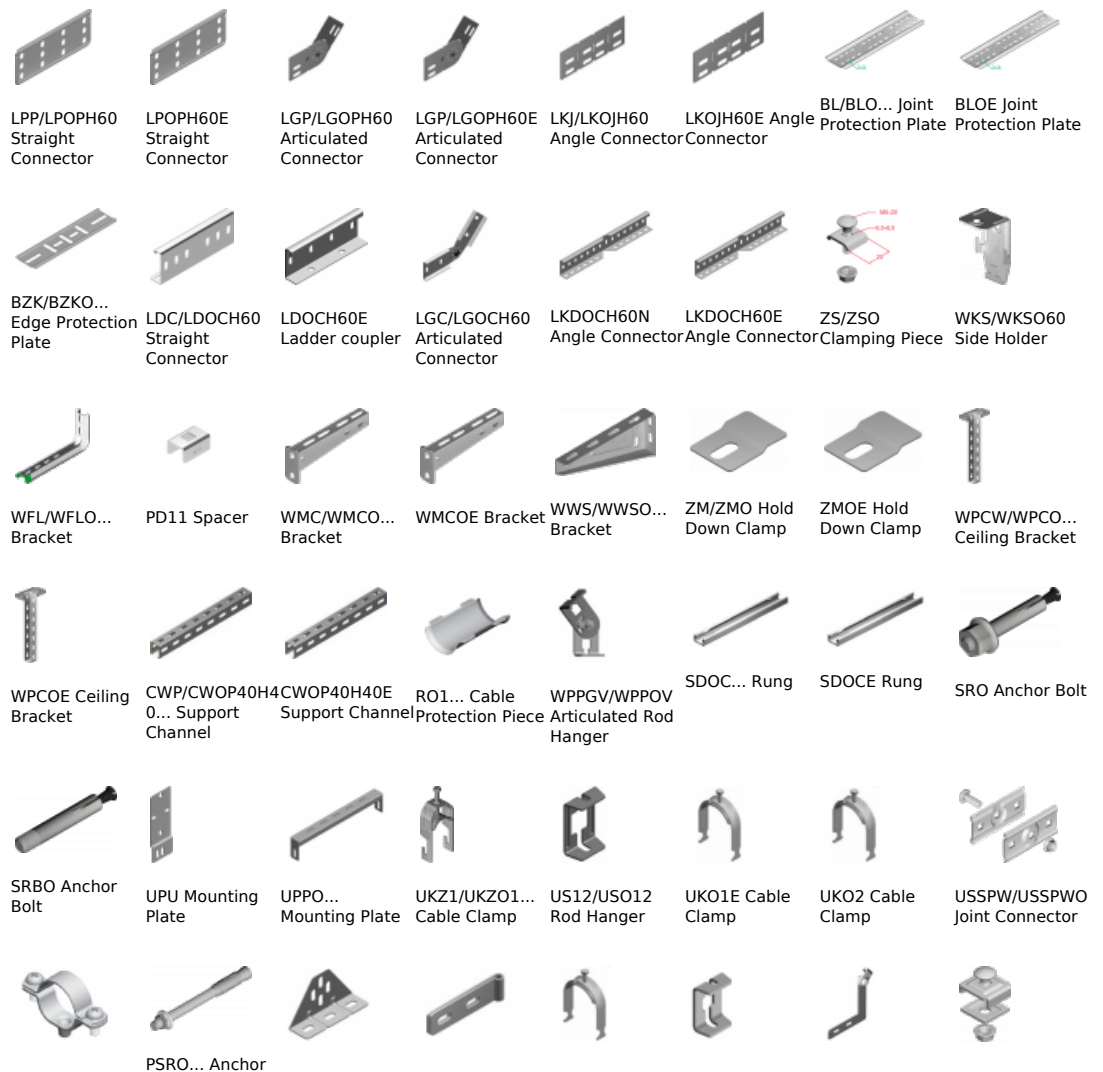 LPP/LPOPH60
Straight
Connector
LPOPH60E
Straight
Connector
LGP/LGOPH60
Articulated
Connector
LGP/LGOPH60E
Articulated
Connector
LKJ/LKOJH60
Angle Connector
LKOJH60E Angle
Connector
BL/BLO... Joint
Protection Plate
BLOE Joint
Protection Plate
BZK/BZKO...
Edge Protection
Plate
LDC/LDOCH60
Straight
Connector
LDOCH60E
Ladder coupler
LGC/LGOCH60
Articulated
Connector
LKDOCH60N
Angle Connector
LKDOCH60E
Angle Connector
ZS/ZSO
Clamping Piece
WKS/WKSO60
Side Holder
WFL/WFLO...
Bracket
PD11 Spacer
WMC/WMCO...
Bracket
WMCOE Bracket
WWS/WWSO...
Bracket
ZM/ZMO Hold
Down Clamp
ZMOE Hold
Down Clamp
WPCW/WPCO...
Ceiling Bracket
WPCOE Ceiling
Bracket
CWP/CWOP40H4
0... Support
Channel
CWOP40H40E
Support Channel
RO1... Cable
Protection Piece
WPPGV/WPPOV
Articulated Rod
Hanger
SDOC... Rung
SDOCE Rung
SRO Anchor Bolt
SRBO Anchor
Bolt
UPU Mounting
Plate
UPPO...
Mounting Plate
UKZ1/UKZO1...
Cable Clamp
US12/USO12
Rod Hanger
UKO1E Cable
Clamp
UKO2 Cable
Clamp
USSPW/USSPWO
Joint Connector
PSRO... Anchor